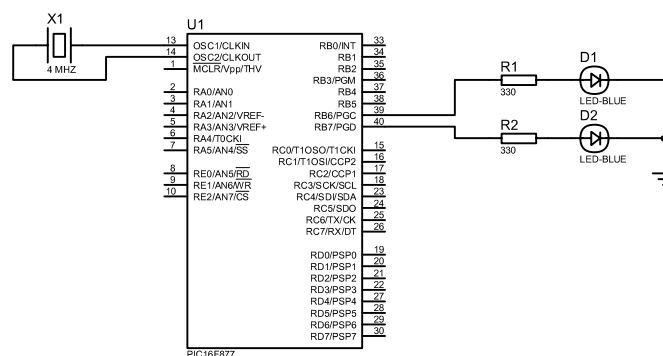 X1
4 MHZ
U1
13 OSC1/CLKIN
14 OSC2/CLKOUT
1 MCLR/Vpp/THV
2 RA0/AN0
3 RA1/AN1
4 RA2/AN2/VREF-
5 RA3/AN3/VREF+
6 RA4/T0CKI
7 RA5/AN4/SS
8 RE0/AN5/RD
9 RE1/AN6/WR
10 RE2/AN7/CS
RB0/INT 33
RB1 34
RB2 35
RB3/PGM 36
RB4 37
RB5 38
RB6/PGC 39
RB7/PGD 40
RC0/T1OSO/T1CKI 15
RC1/T1OSI/CCP2 16
RC2/CCP1 17
RC3/SCK/SCL 18
RC4/SDI/SDA 23
RC5/SDO 24
RC6/TX/CK 25
RC7/RX/DT 26
RD0/PSP0 19
RD1/PSP1 20
RD2/PSP2 21
RD3/PSP3 22
RD4/PSP4 27
RD5/PSP5 28
RD6/PSP6 29
RD7/PSP7 30
PIC16F877
R1
330
D1
LED-BLUE
R2
330
D2
LED-BLUE